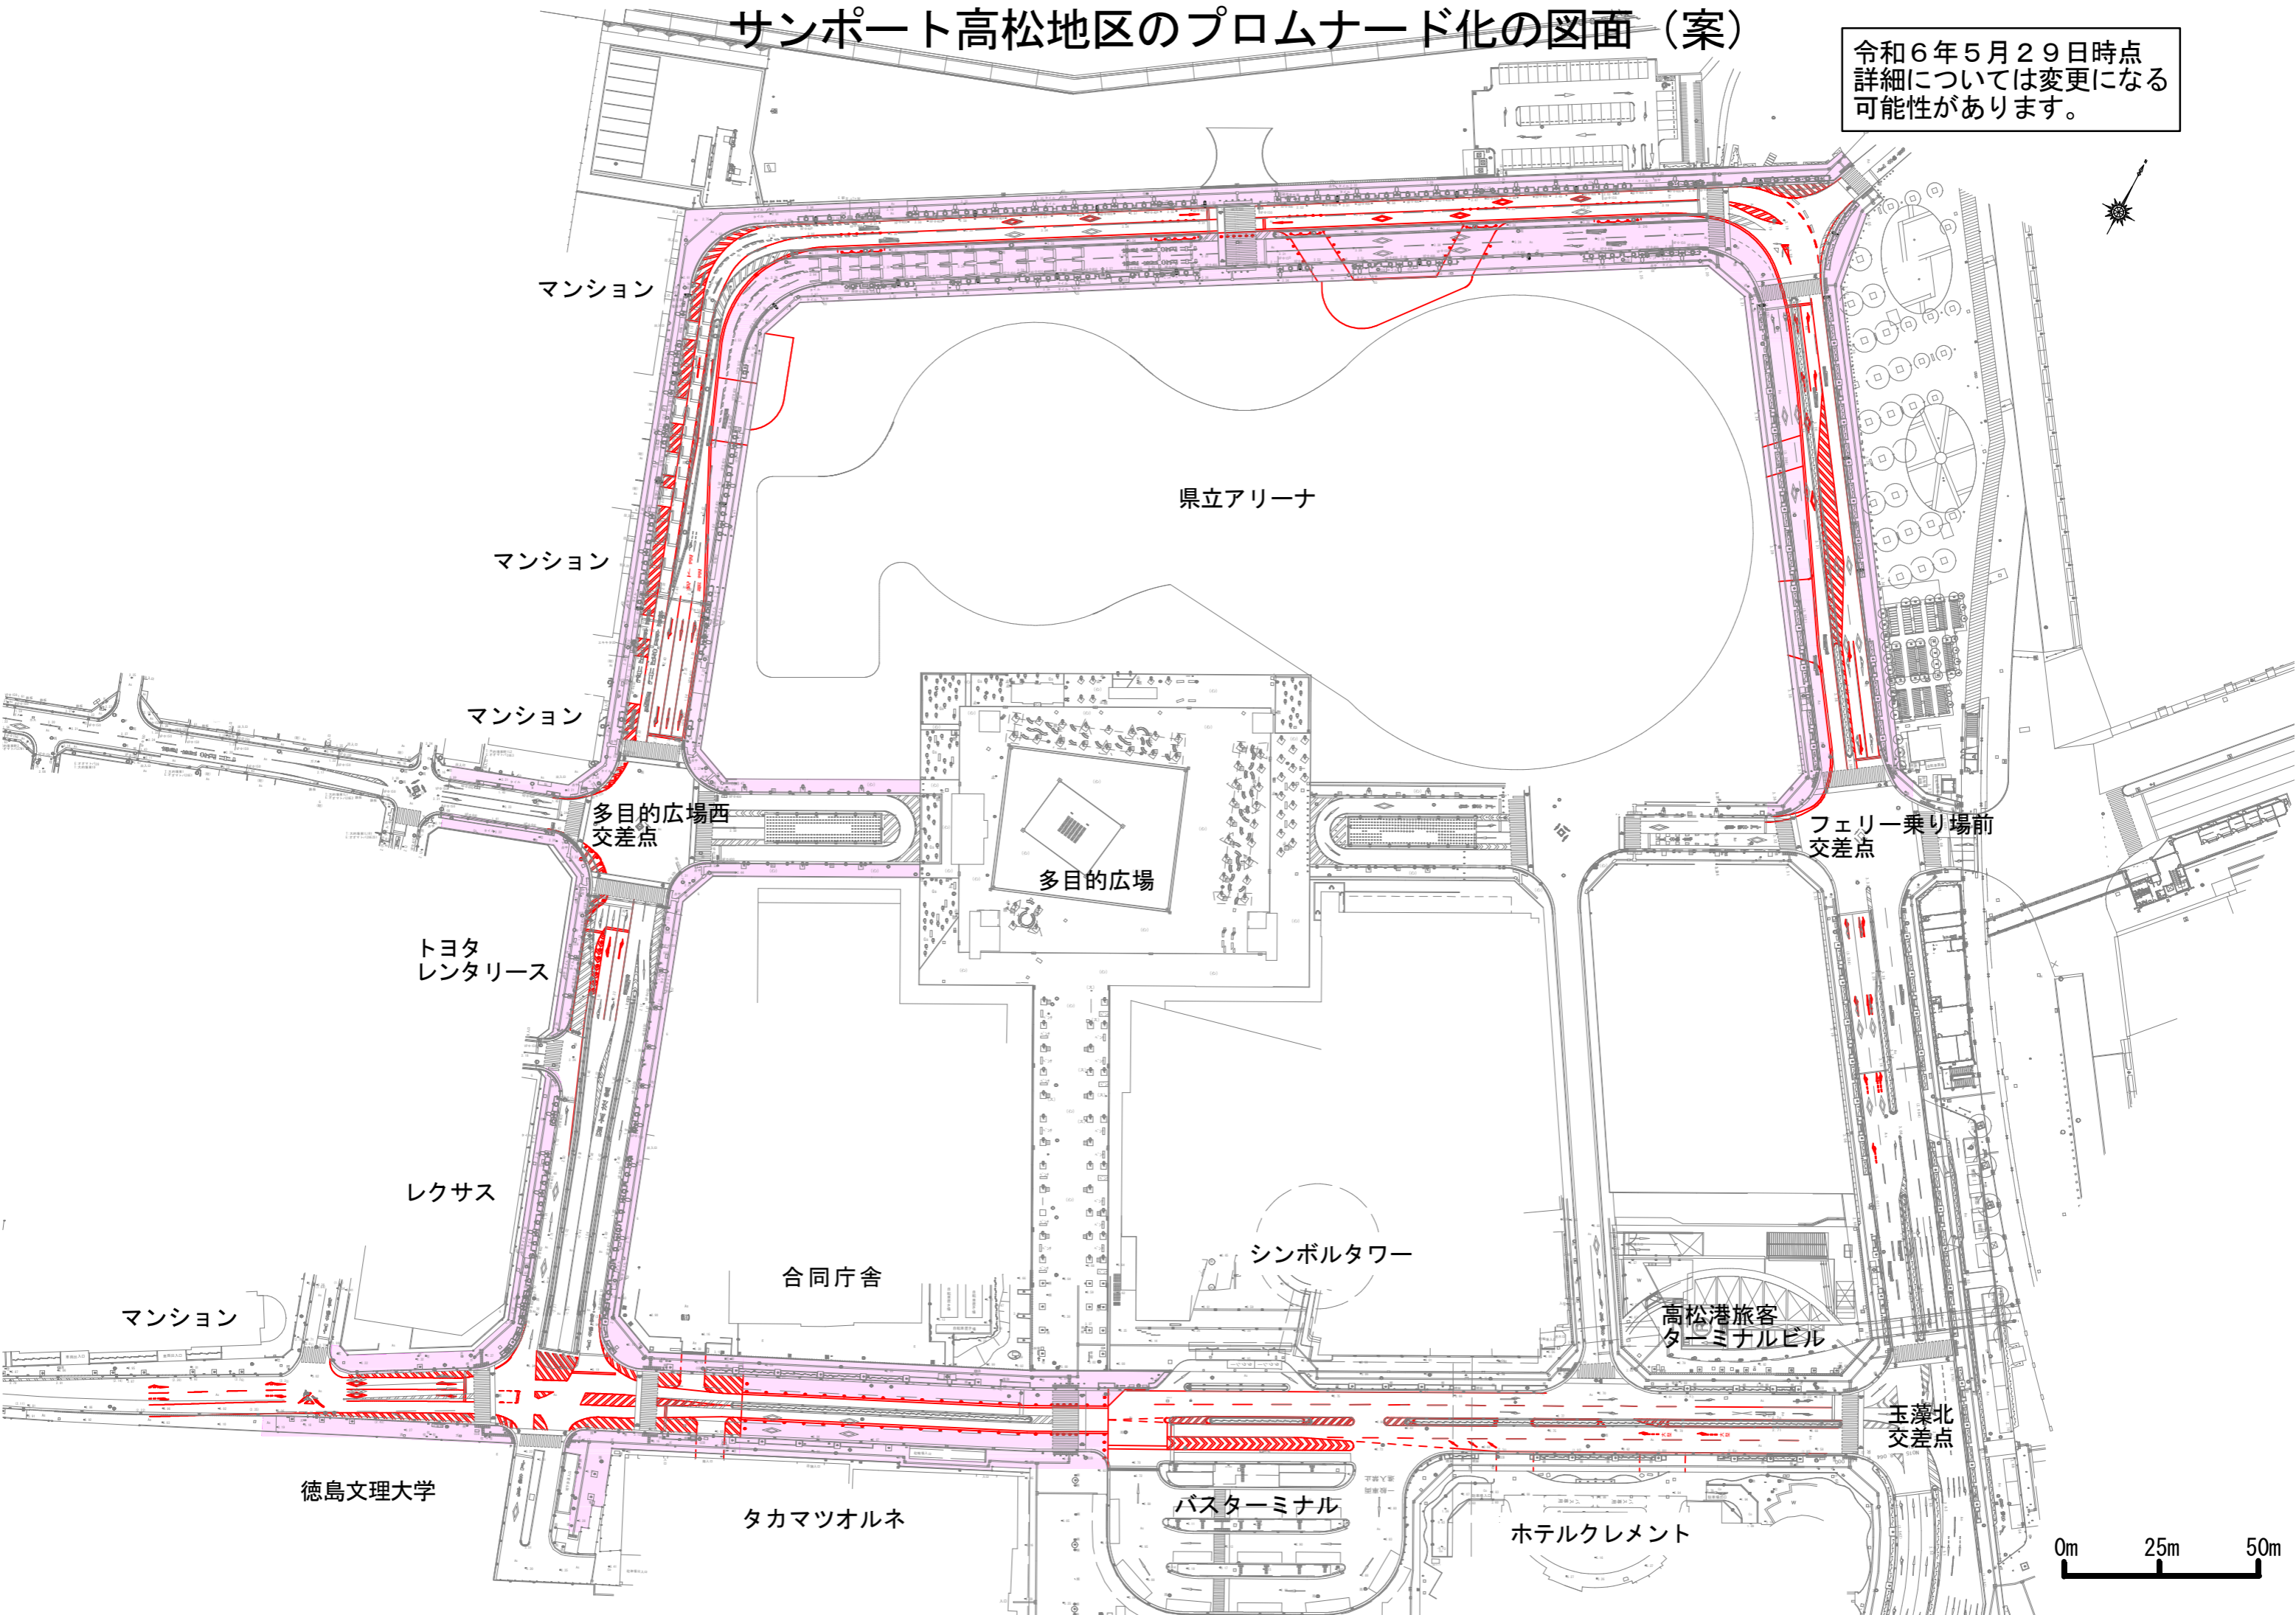 サンポート高松地区のプロムナード化の図面（案）
令和６年５月２９日時点
詳細については変更になる
可能性があります。
マンション
県立アリーナ
マンション
マンション
多目的広場西
交差点
フェリー乗り場前
交差点
多目的広場
トヨタ
レンタリース
レクサス
シンボルタワー
合同庁舎
マンション
高松港旅客
ターミナルビル
玉藻北
交差点
徳島文理大学
タカマツオルネ
バスターミナル
ホテルクレメント
0m 25m 50m